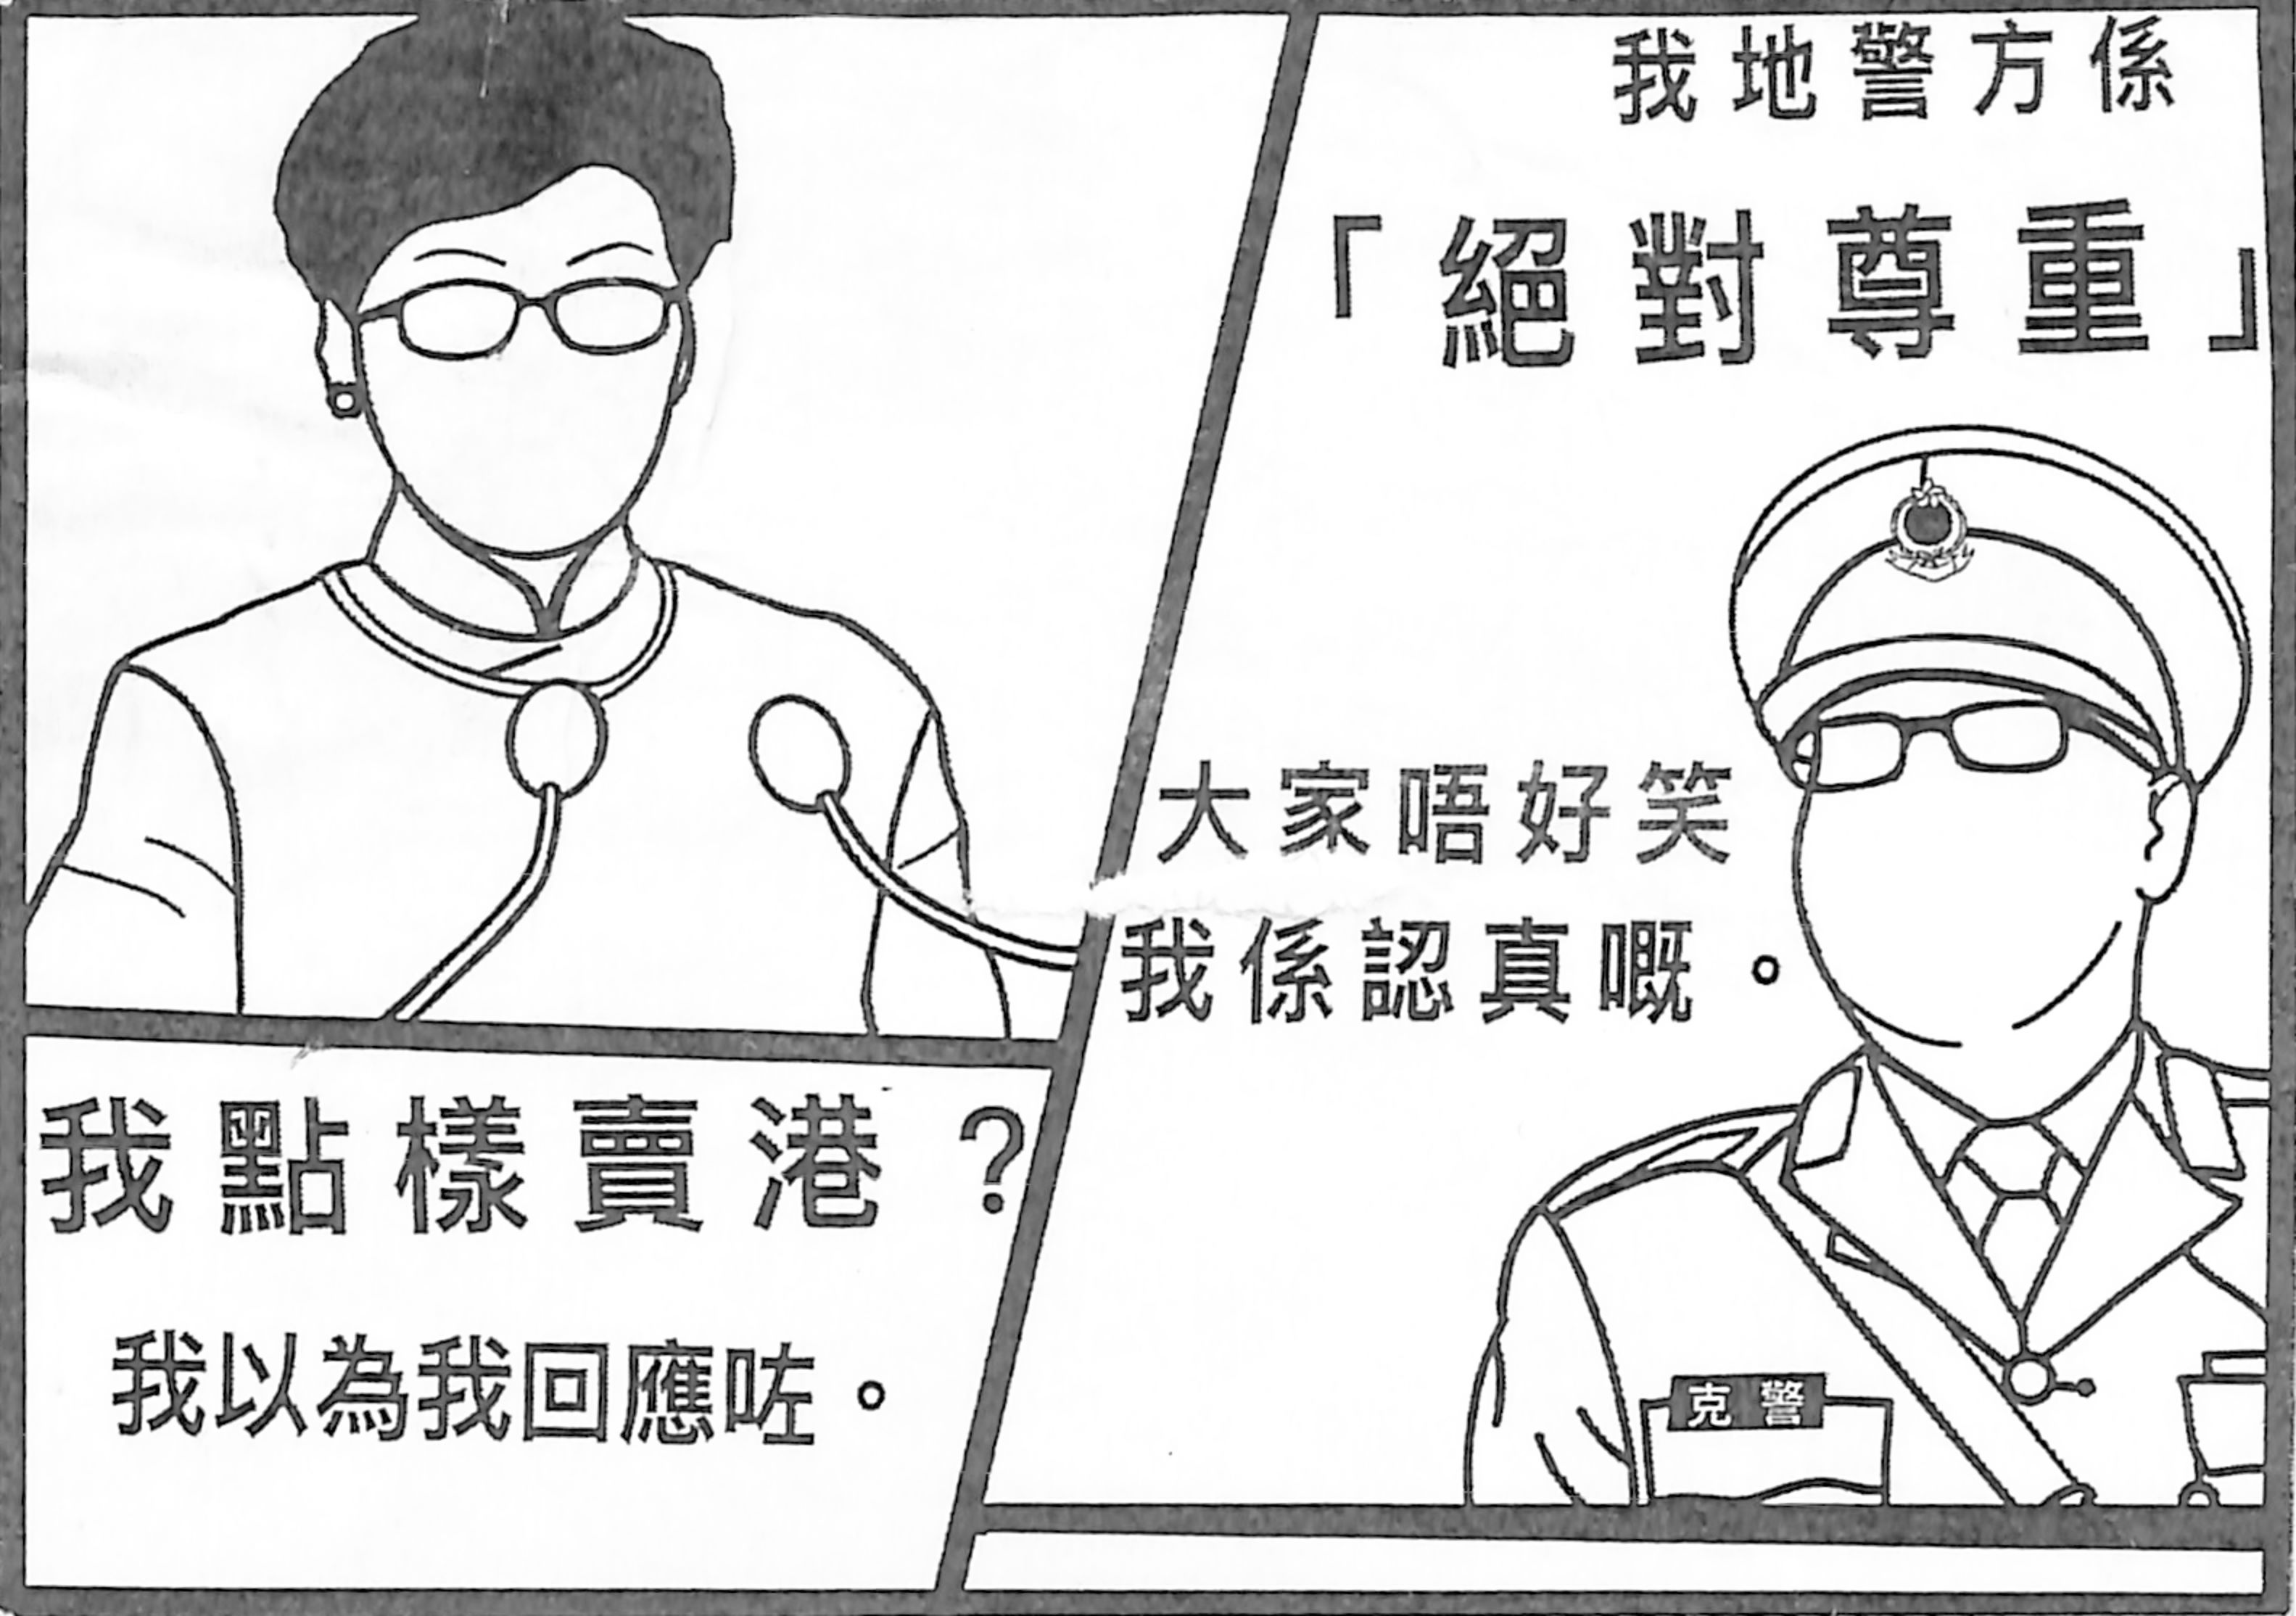 我點樣賣港？
我以為我回應咗。
我地警方係
「絕對尊重」
大家唔好笑
我係認真嘅。
克警